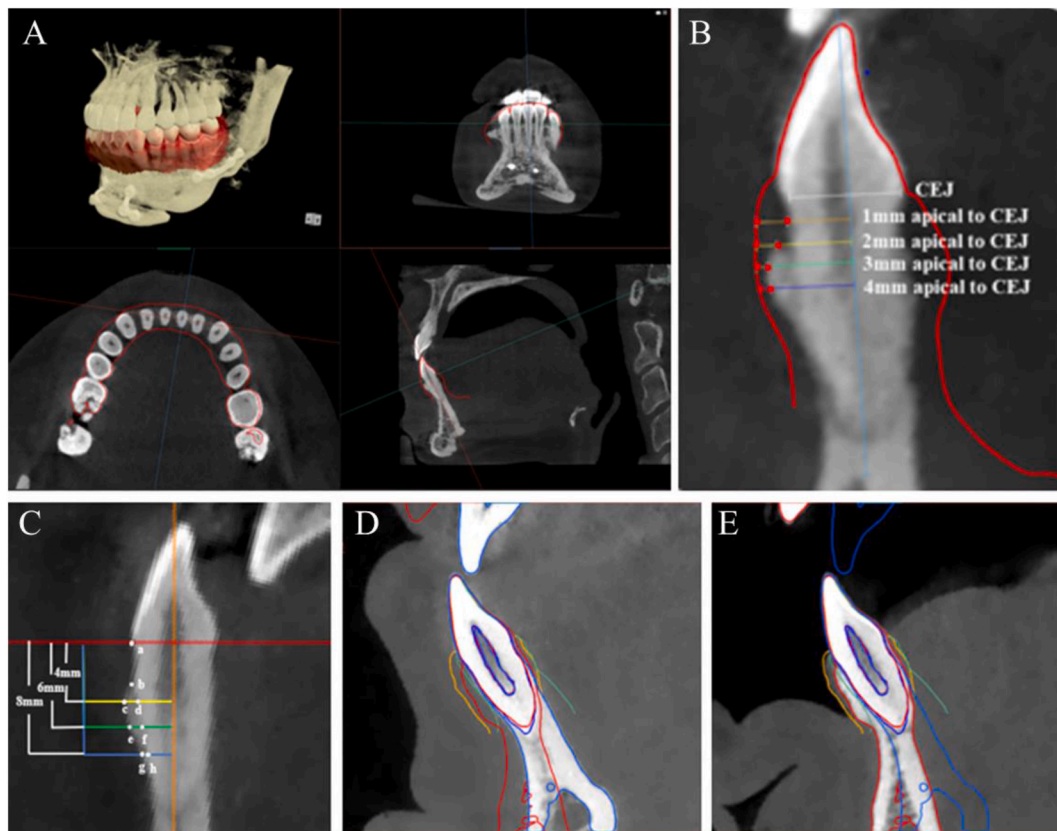 A
B
CEJ
1mm apical to CEJ
2mm apical to CEJ
3mm apical to CEJ
4mm apical to CEJ
C
a
4mm
b
6mm
8mm
c d
e f
g h
D
E